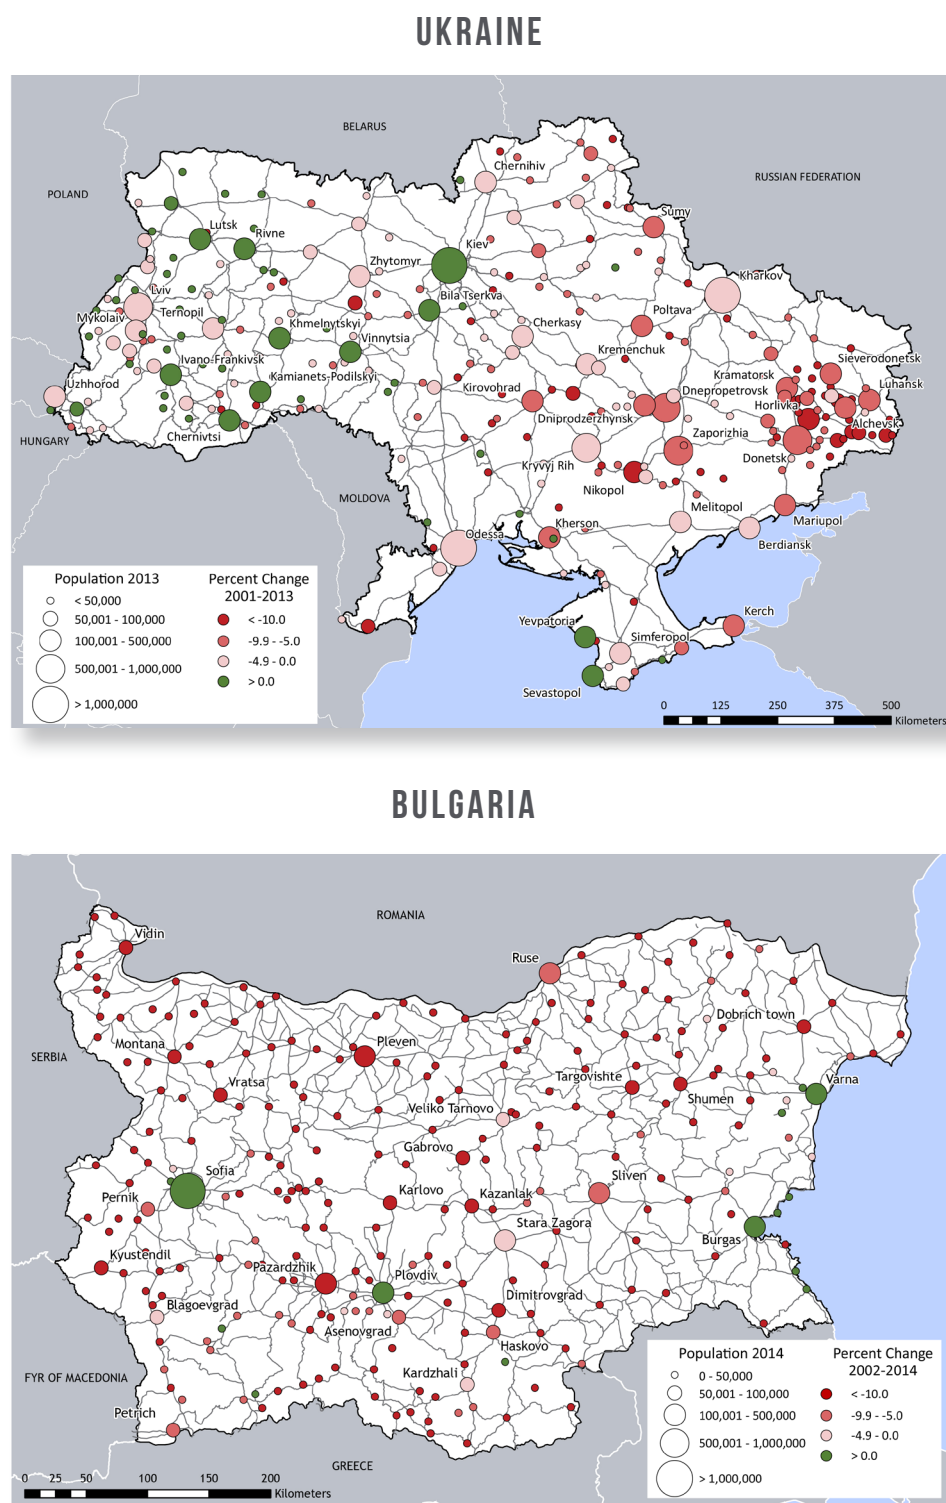 UKRAINE
BELARUS
POLAND
RUSSIAN FEDERATION
Chernihiv
Sumy
Lutsk
Rivne
Kiev
Zhytomyr
Kharkov
Lviv
Bila Tserkva
Mykolaiv
Ternopil
Poltava
Khmelnytskyi
Cherkasy
Vinnytsia
Kremenchuk
Sieverodonetsk
Ivano-Frankivsk
Kamianets-Podilskyi
Kramatorsk
Uzhhorod
Kirovohrad
Dnepropetrovsk
Luhansk
Horlivka
Dniprodzerzhynsk
Alchevsk
Chernivtsi
Zaporizhia
HUNGARY
Donetsk
Kryvyj Rih
Nikopol
MOLDOVA
Melitopol
Mariupol
Kherson
Odessa
Berdiansk
Population 2013
< 50,000
50,001 - 100,000
100,001 - 500,000
500,001 - 1,000,000
> 1,000,000
Percent Change
2001-2013
< -10.0
-9.9 - -5.0
-4.9 - 0.0
> 0.0
Yevpatoria
Kerch
Simferopol
Sevastopol
0 125 250 375 500
Kilometers
BULGARIA
ROMANIA
Vidin
Ruse
Dobrich town
Montana
Pleven
SERBIA
Targovishte
Varna
Vratsa
Shumen
Veliko Tarnovo
Gabrovo
Sofia
Sliven
Pernik
Karlovo
Kazanlak
Stara Zagora
Burgas
Kyustendil
Pazardzhik
Plovdiv
Dimitrovgrad
Blagoevgrad
Asenovgrad
Haskovo
FYR OF MACEDONIA
Kardzhali
Petrich
GREECE
Population 2014
0 - 50,000
50,001 - 100,000
100,001 - 500,000
500,001 - 1,000,000
> 1,000,000
Percent Change
2002-2014
< -10.0
-9.9 - -5.0
-4.9 - 0.0
> 0.0
0 25 50 100 150 200
Kilometers